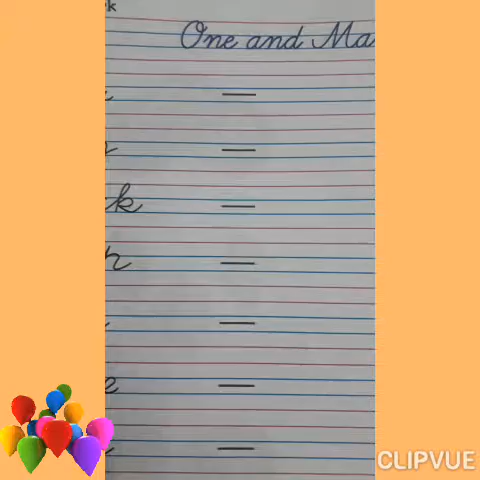 k
One and Ma
—
—
k —
h —
—
e —
—
CLIPVUE